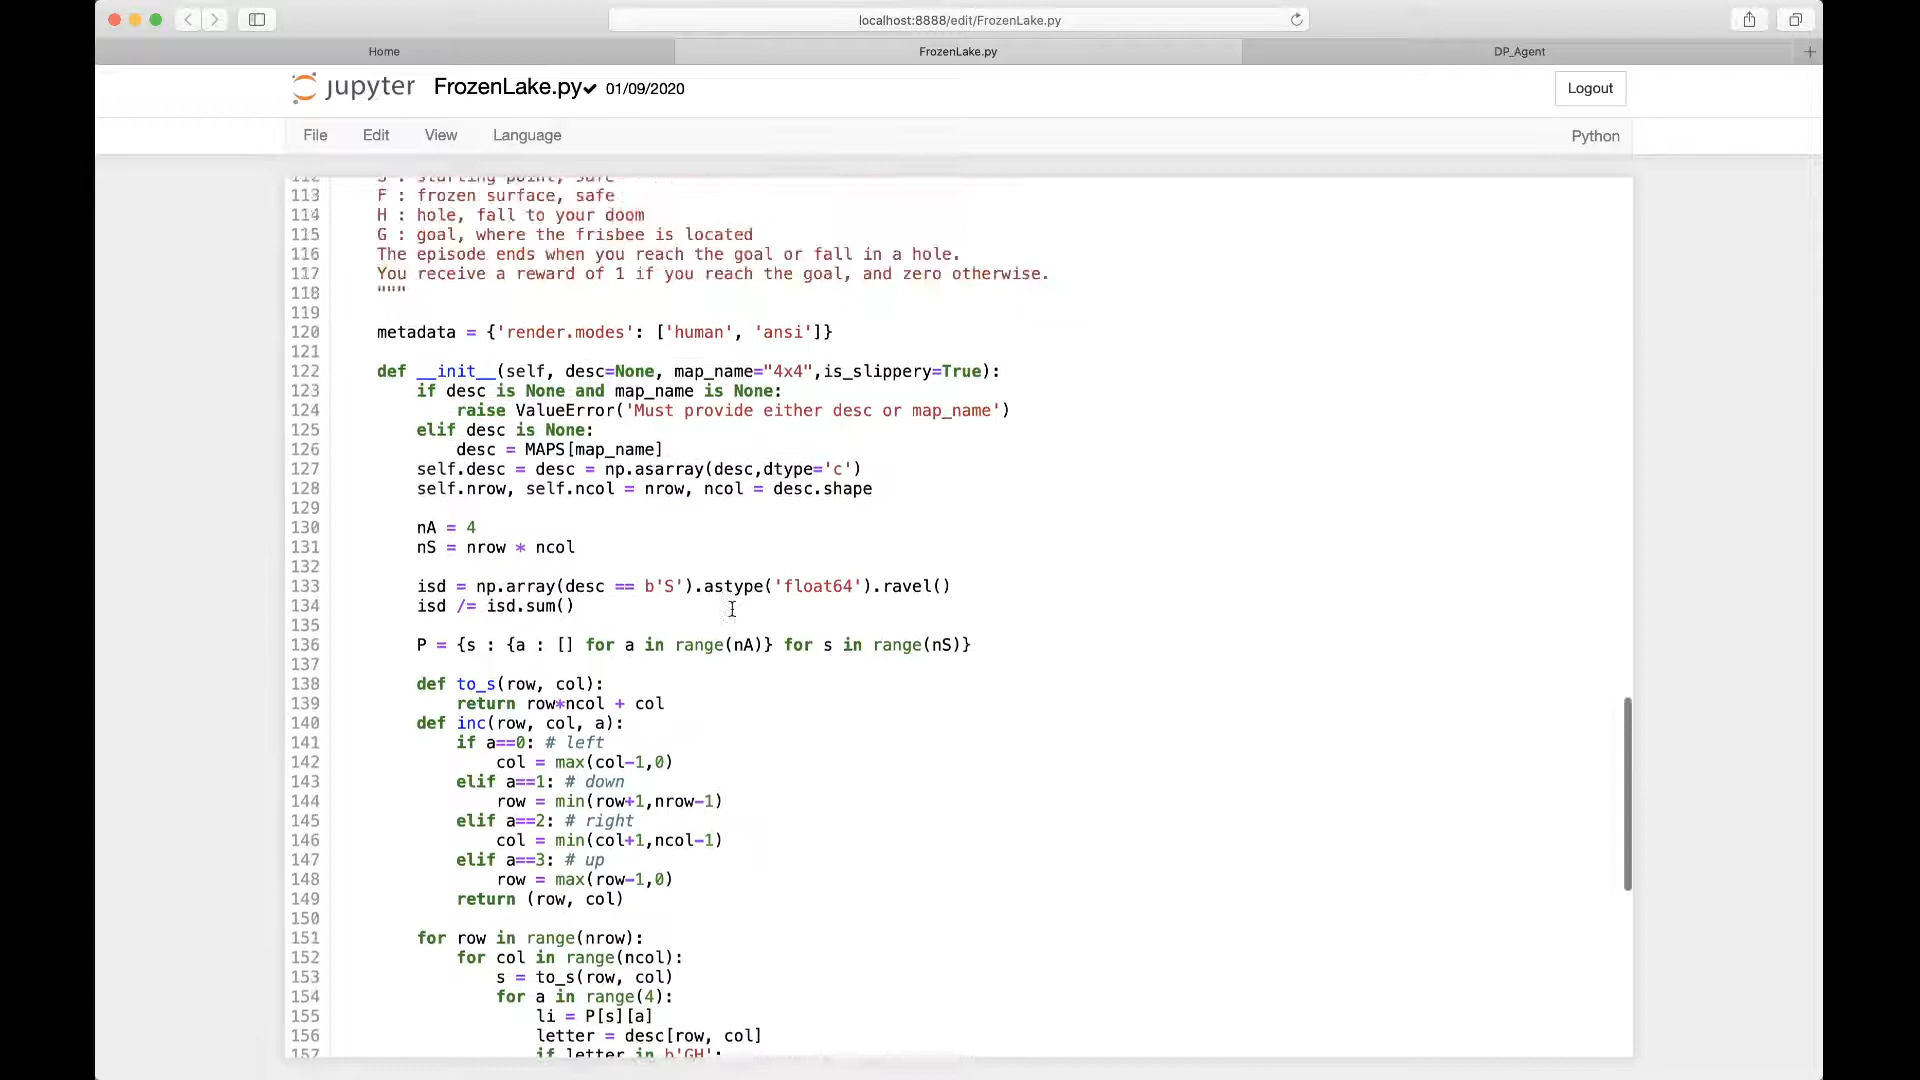 localhost:8888/edit/FrozenLake.py
Home
FrozenLake.py
DP_Agent
jupyter FrozenLake.py 01/09/2020
Logout
File Edit View Language
Python
112 S : starting point, safe
113 F : frozen surface, safe
114 H : hole, fall to your doom
115 G : goal, where the frisbee is located
116 The episode ends when you reach the goal or fall in a hole.
117 You receive a reward of 1 if you reach the goal, and zero otherwise.
118 """
119
120 metadata = {'render.modes': ['human', 'ansi']}
121
122 def __init__(self, desc=None, map_name="4x4",is_slippery=True):
123 if desc is None and map_name is None:
124 raise ValueError('Must provide either desc or map_name')
125 elif desc is None:
126 desc = MAPS[map_name]
127 self.desc = desc = np.asarray(desc,dtype='c')
128 self.nrow, self.ncol = nrow, ncol = desc.shape
129
130 nA = 4
131 nS = nrow * ncol
132
133 isd = np.array(desc == b'S').astype('float64').ravel()
134 isd /= isd.sum()
135
136 P = {s : {a : [] for a in range(nA)} for s in range(nS)}
137
138 def to_s(row, col):
139 return row*ncol + col
140 def inc(row, col, a):
141 if a==0: # left
142 col = max(col-1,0)
143 elif a==1: # down
144 row = min(row+1,nrow-1)
145 elif a==2: # right
146 col = min(col+1,ncol-1)
147 elif a==3: # up
148 row = max(row-1,0)
149 return (row, col)
150
151 for row in range(nrow):
152 for col in range(ncol):
153 s = to_s(row, col)
154 for a in range(4):
155 li = P[s][a]
156 letter = desc[row, col]
157 if letter in b'GH':